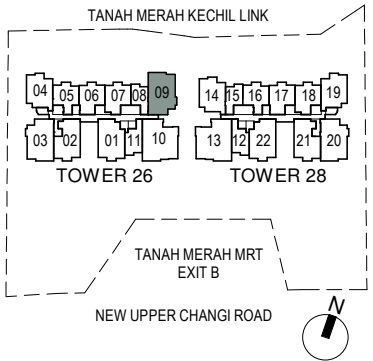 TANAH MERAH KECHIL LINK
04 05 06 07 08 09 14 15 16 17 18 19
03 02 01 11 10 13 12 22 21 20
TOWER 26 TOWER 28
TANAH MERAH MRT
EXIT B
NEW UPPER CHANGI ROAD
N